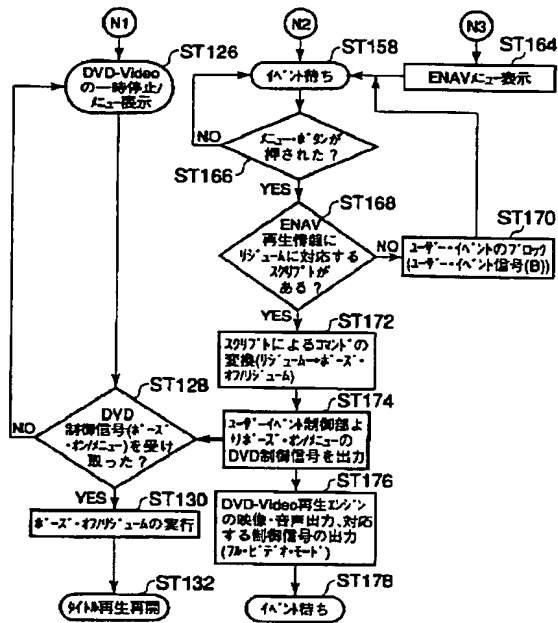 N1
ST126
DVD-Video
の一時停止/
メニュー表示
N2
ST158
イベント待ち
N3
ST164
ENAVメニュー表示
NO
メニュー・ボタンが
押された?
ST166
YES
ST168
ENAV
再生情報に
リジュームに対応する
スクリプトが
ある?
NO
ST170
ユーザー・イベントのブロック
(ユーザー・イベント信号(B))
YES
ST172
スクリプトによるコマンドの
変換(リジューム→ポーズ・
オフ/リジューム)
ST128
DVD
制御信号(ポーズ・
オン/メニュー)を受け
取った?
NO
ST174
ユーザーイベント制御部よ
りポーズ・オン/メニューの
DVD制御信号を出力
YES
ST130
ポーズ・オフ/リジュームの実行
ST176
DVD-Video再生エンジン
の映像・音声出力、対応
する制御信号の出力
(フル・ビデオ・モード)
ST132
タイトル再生再開
ST178
イベント待ち